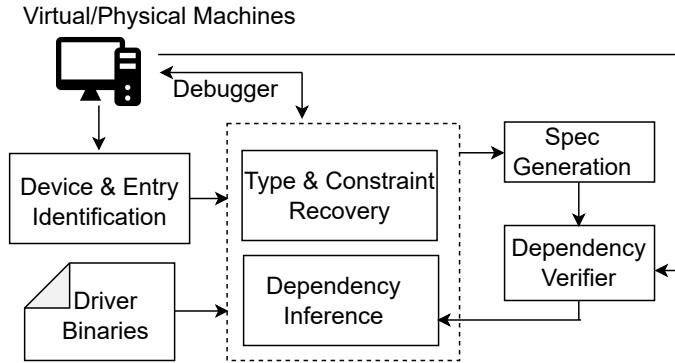 Virtual/Physical Machines
Debugger
Device & Entry
Identification
Type & Constraint
Recovery
Spec
Generation
Driver
Binaries
Dependency
Inference
Dependency
Verifier